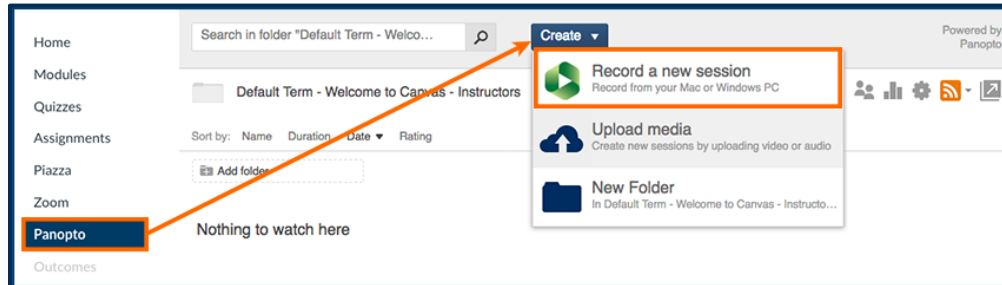 Home
Modules
Quizzes
Assignments
Piazza
Zoom
Panopto
Outcomes
Search in folder "Default Term - Welco...
Create
Powered by
Panopto
Default Term - Welcome to Canvas - Instructors
Sort by: Name Duration Date Rating
Add folder
Nothing to watch here
Record a new session
Record from your Mac or Windows PC
Upload media
Create new sessions by uploading video or audio
New Folder
In Default Term - Welcome to Canvas - Instructo...